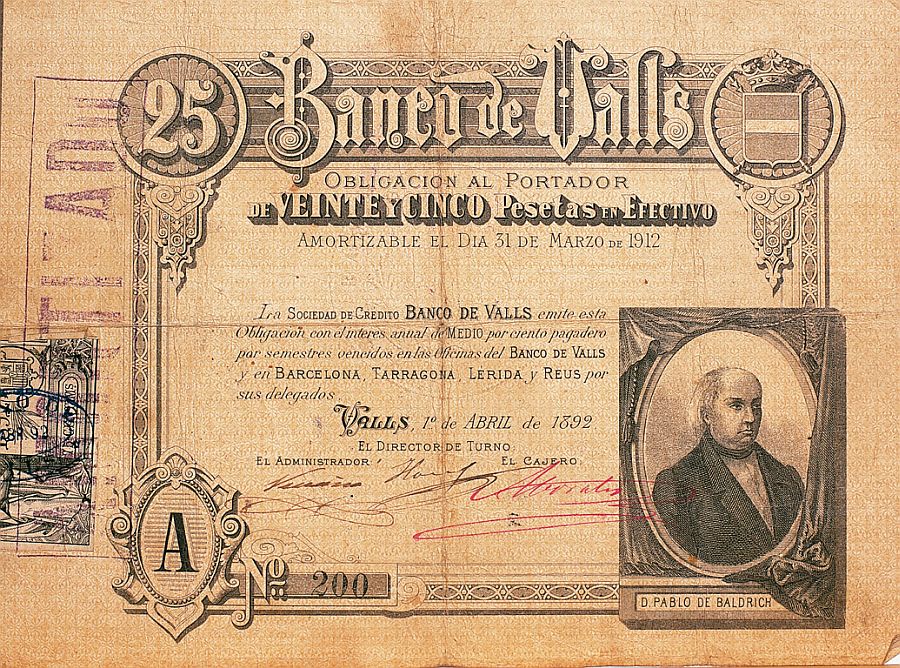 25
Banco de Valls
OBLIGACION AL PORTADOR
DE VEINTE Y CINCO Pesetas EN EFECTIVO
AMORTIZABLE EL DIA 31 DE MARZO DE 1912
La SOCIEDAD DE CRÉDITO BANCO DE VALLS emite esta
Obligación con el interes anual de MEDIO por ciento pagadero
por semestres vencidos en las Oficinas del BANCO DE VALLS
y en BARCELONA, TARRAGONA, LERIDA y REUS por
sus delegados
VALLS, 1º de ABRIL de 1892
EL DIRECTOR DE TURNO
EL ADMINISTRADOR
EL CAJERO
A
Nº 200
D. PABLO DE BALDRICH